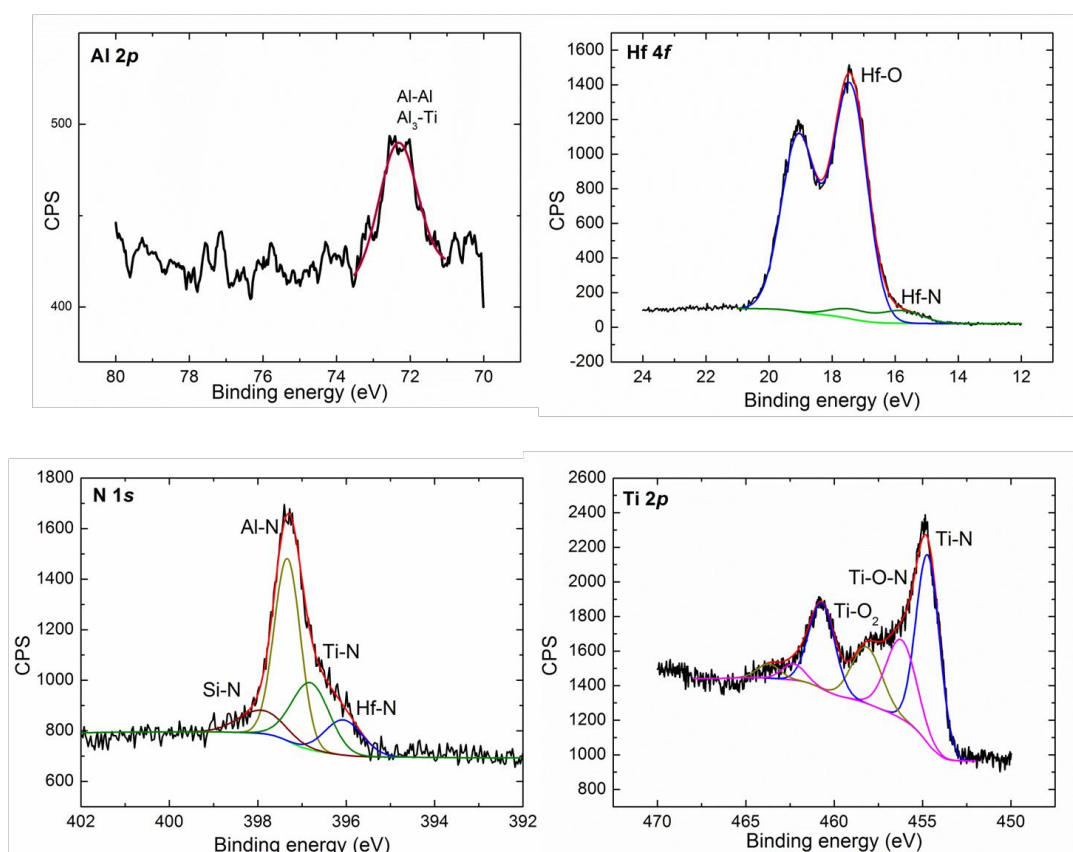 Al 2p
Al-Al
Al3-Ti
500
400
CPS
80 78 76 74 72 70
Binding energy (eV)
Hf 4f
Hf-O
Hf-N
1600
1400
1200
1000
800
600
400
200
0
-200
CPS
24 22 20 18 16 14 12
Binding energy (eV)
N 1s
Al-N
Ti-N
Si-N
Hf-N
1800
1600
1400
1200
1000
800
600
CPS
402 400 398 396 394 392
Binding energy (eV)
Ti 2p
Ti-N
Ti-O-N
Ti-O2
2600
2400
2200
2000
1800
1600
1400
1200
1000
800
CPS
470 465 460 455 450
Binding energy (eV)